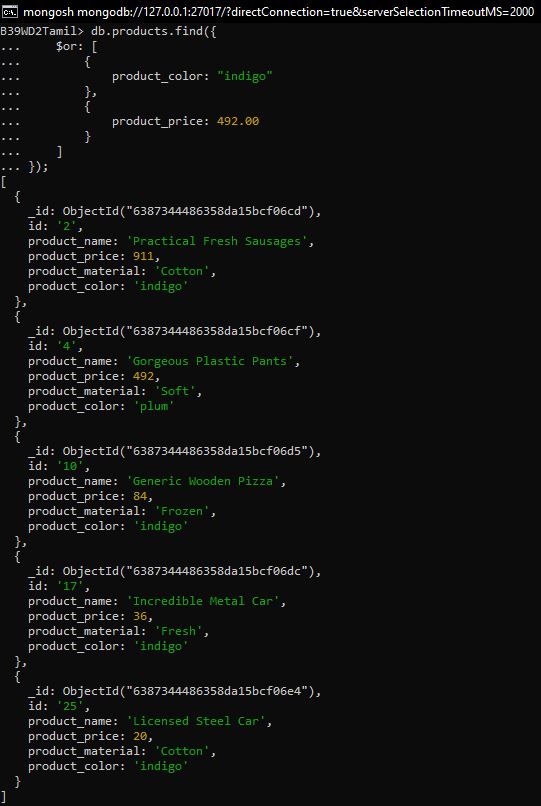 mongosh mongodb://127.0.0.1:27017/?directConnection=true&serverSelectionTimeoutMS=2000
B39WD2Tamil> db.products.find({
...     $or: [
...         {
...             product_color: "indigo"
...         },
...         {
...             product_price: 492.00
...         }
...     ]
... });
[
  {
    _id: ObjectId("6387344486358da15bcf06cd"),
    id: '2',
    product_name: 'Practical Fresh Sausages',
    product_price: 911,
    product_material: 'Cotton',
    product_color: 'indigo'
  },
  {
    _id: ObjectId("6387344486358da15bcf06cf"),
    id: '4',
    product_name: 'Gorgeous Plastic Pants',
    product_price: 492,
    product_material: 'Soft',
    product_color: 'plum'
  },
  {
    _id: ObjectId("6387344486358da15bcf06d5"),
    id: '10',
    product_name: 'Generic Wooden Pizza',
    product_price: 84,
    product_material: 'Frozen',
    product_color: 'indigo'
  },
  {
    _id: ObjectId("6387344486358da15bcf06dc"),
    id: '17',
    product_name: 'Incredible Metal Car',
    product_price: 36,
    product_material: 'Fresh',
    product_color: 'indigo'
  },
  {
    _id: ObjectId("6387344486358da15bcf06e4"),
    id: '25',
    product_name: 'Licensed Steel Car',
    product_price: 20,
    product_material: 'Cotton',
    product_color: 'indigo'
  }
]